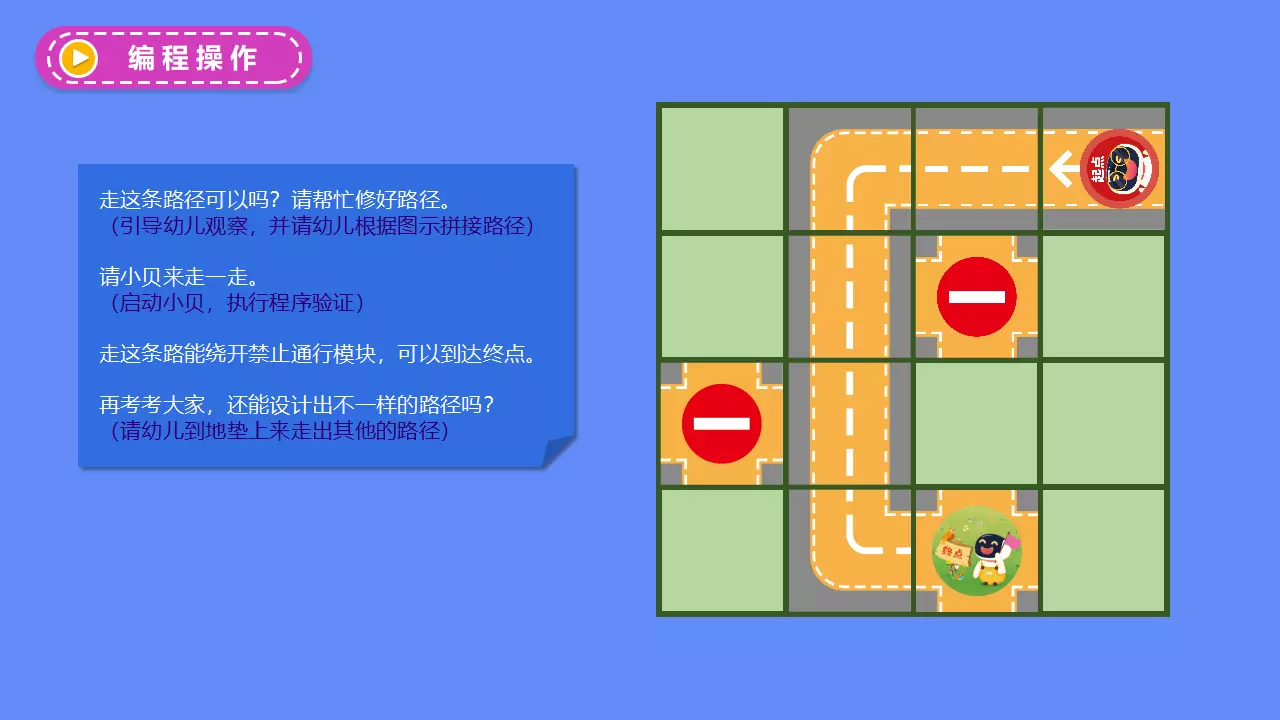 编程操作
走这条路径可以吗？请帮忙修好路径。
（引导幼儿观察，并请幼儿根据图示拼接路径）
请小贝来走一走。
（启动小贝，执行程序验证）
走这条路能绕开禁止通行模块，可以到达终点。
再考考大家，还能设计出不一样的路径吗？
（请幼儿到地垫上来走出其他的路径）
起点
终点